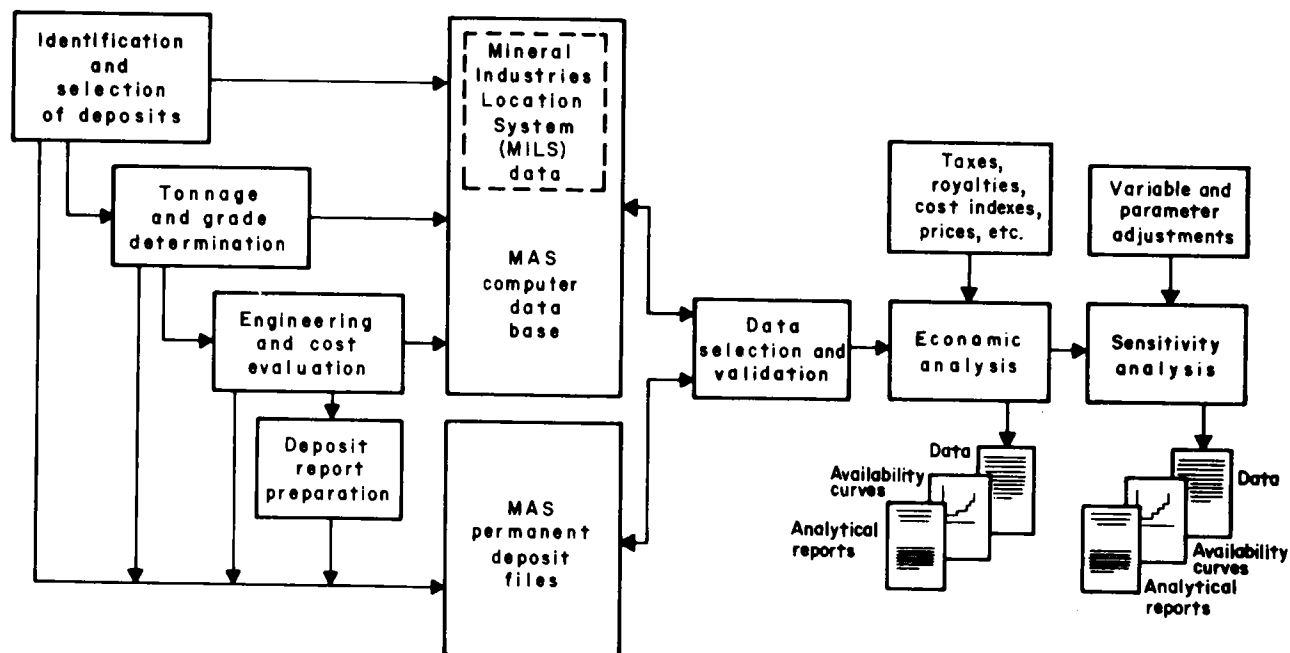 Identification
and
selection
of deposits
Tonnage
and grade
determination
Engineering
and cost
evaluation
Deposit
report
preparation
Mineral
Industries
Location
System
(MILS)
data
MAS
computer
data
base
MAS
permanent
deposit
files
Data
selection and
validation
Taxes,
royalties,
cost indexes,
prices, etc.
Economic
analysis
Variable and
parameter
adjustments
Sensitivity
analysis
Data
Availability
curves
Analytical
reports
Data
Availability
curves
Analytical
reports